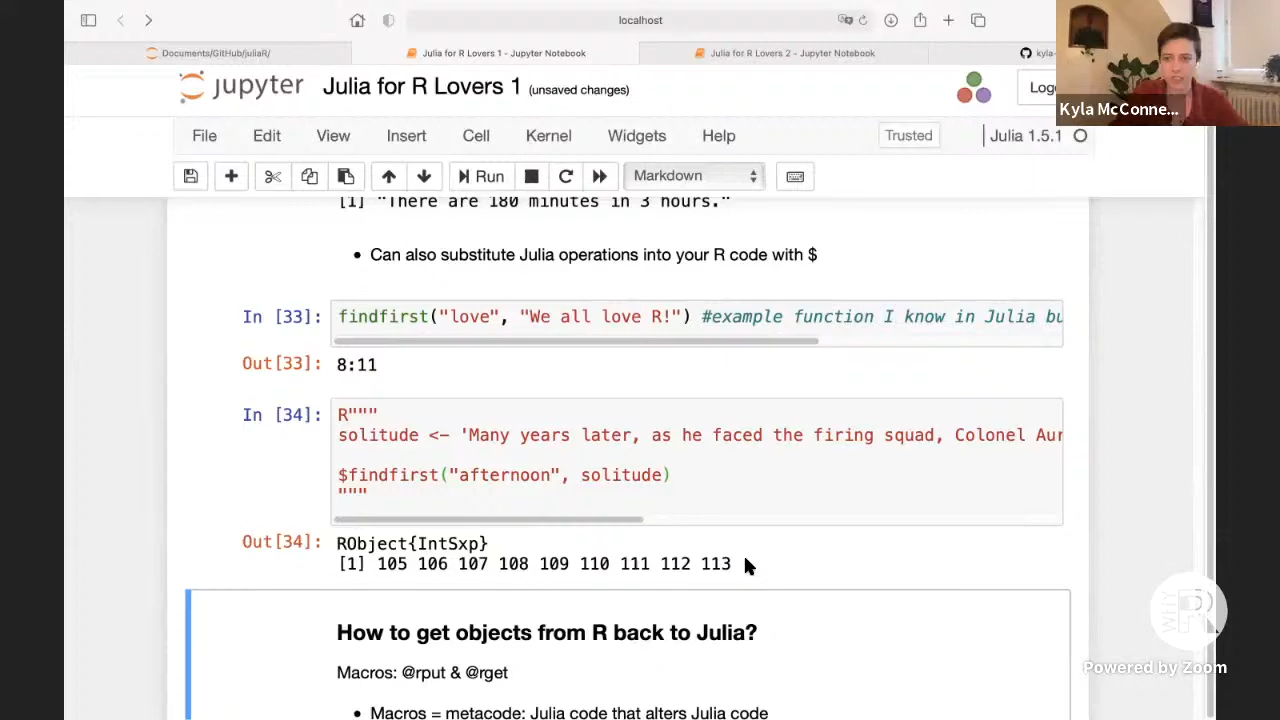 localhost
Documents/GitHub/juliaR/
Julia for R Lovers 1 - Jupyter Notebook
Julia for R Lovers 2 - Jupyter Notebook
kyla-
jupyter
Julia for R Lovers 1 (unsaved changes)
Kyla McConne...
File Edit View Insert Cell Kernel Widgets Help
Trusted
Julia 1.5.1
Run
Markdown
[1] "There are 180 minutes in 3 hours."
• Can also substitute Julia operations into your R code with $
In [33]: findfirst("love", "We all love R!") #example function I know in Julia bu
Out[33]: 8:11
In [34]: R"""
solitude <- 'Many years later, as he faced the firing squad, Colonel Aur
$findfirst("afternoon", solitude)
"""
Out[34]: RObject{IntSxp}
[1] 105 106 107 108 109 110 111 112 113
How to get objects from R back to Julia?
Macros: @rput & @rget
• Macros = metacode: Julia code that alters Julia code
WHY R
Powered by Zoom